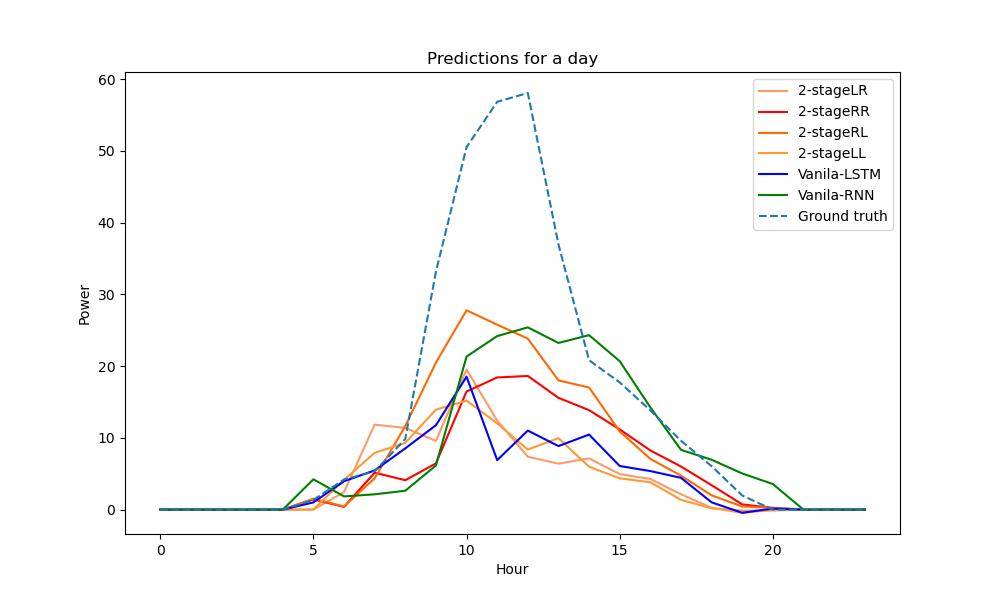 Predictions for a day
60
50
40
30
20
10
0
Power
0 5 10 15 20
Hour
2-stageLR
2-stageRR
2-stageRL
2-stageLL
Vanila-LSTM
Vanila-RNN
Ground truth